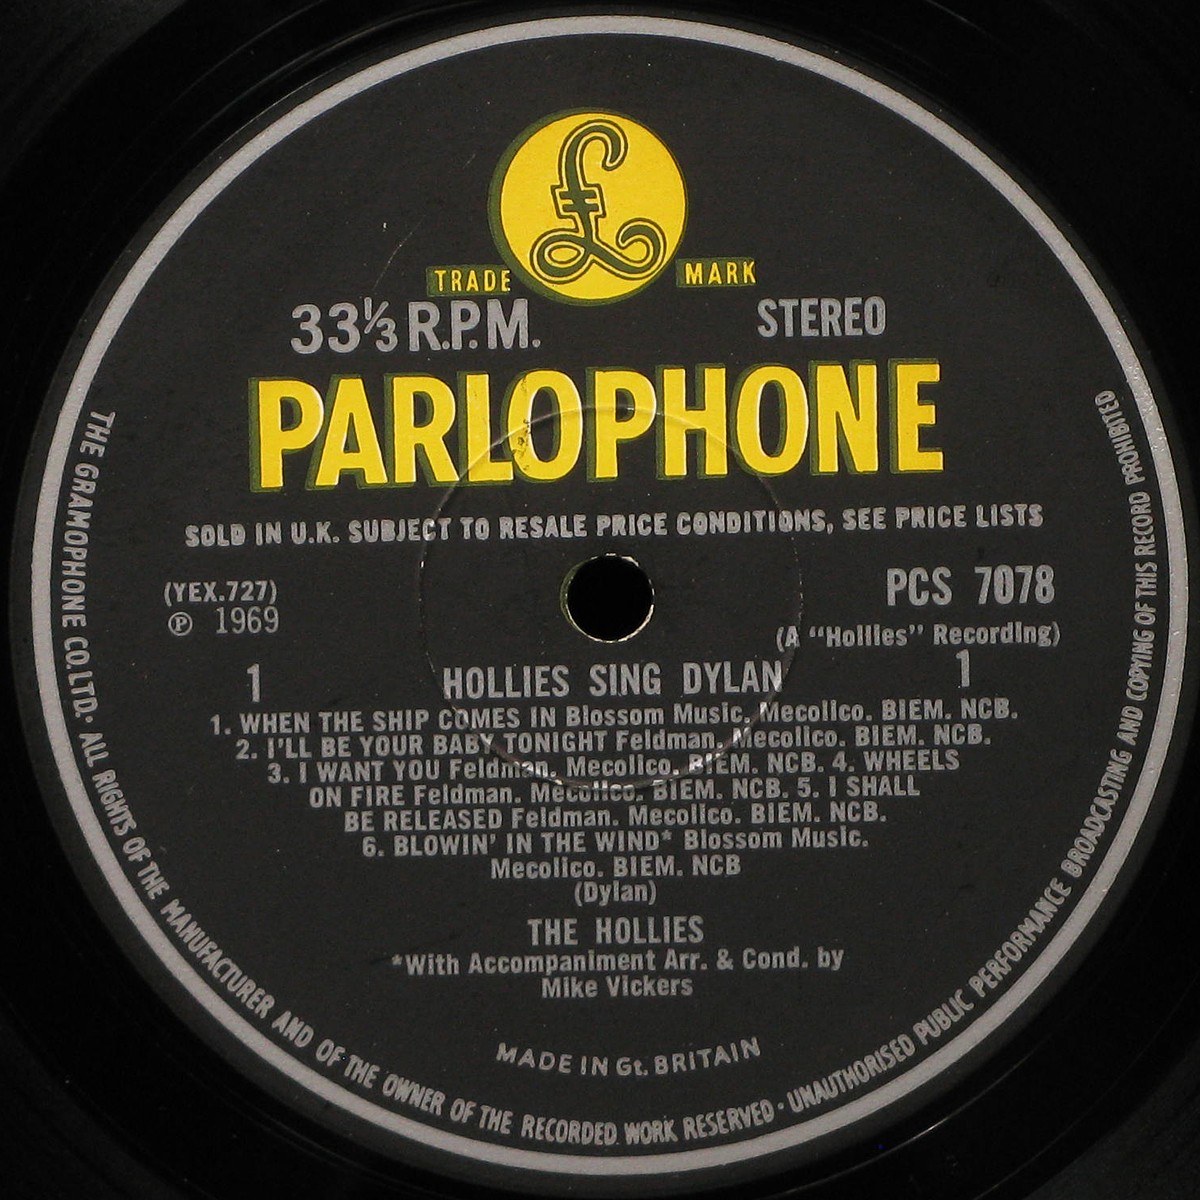 £
TRADE MARK
33⅓ R.P.M. STEREO
PARLOPHONE
SOLD IN U.K. SUBJECT TO RESALE PRICE CONDITIONS, SEE PRICE LISTS
(YEX.727) PCS 7078
Ⓟ 1969
(A "Hollies" Recording)
1 HOLLIES SING DYLAN 1
1. WHEN THE SHIP COMES IN Blossom Music. Mecolico. BIEM. NCB.
2. I'LL BE YOUR BABY TONIGHT Feldman. Mecolico. BIEM. NCB.
3. I WANT YOU Feldman. Mecolico. BIEM. NCB. 4. WHEELS
ON FIRE Feldman. Mecolico. BIEM. NCB. 5. I SHALL
BE RELEASED Feldman. Mecolico. BIEM. NCB.
6. BLOWIN' IN THE WIND* Blossom Music.
Mecolico. BIEM. NCB
(Dylan)
THE HOLLIES
*With Accompaniment Arr. & Cond. by
Mike Vickers
MADE IN Gt. BRITAIN
THE GRAMOPHONE CO. LTD. · ALL RIGHTS OF THE MANUFACTURER AND OF THE OWNER OF THE RECORDED WORK RESERVED · UNAUTHORISED PUBLIC PERFORMANCE BROADCASTING AND COPYING OF THIS RECORD PROHIBITED